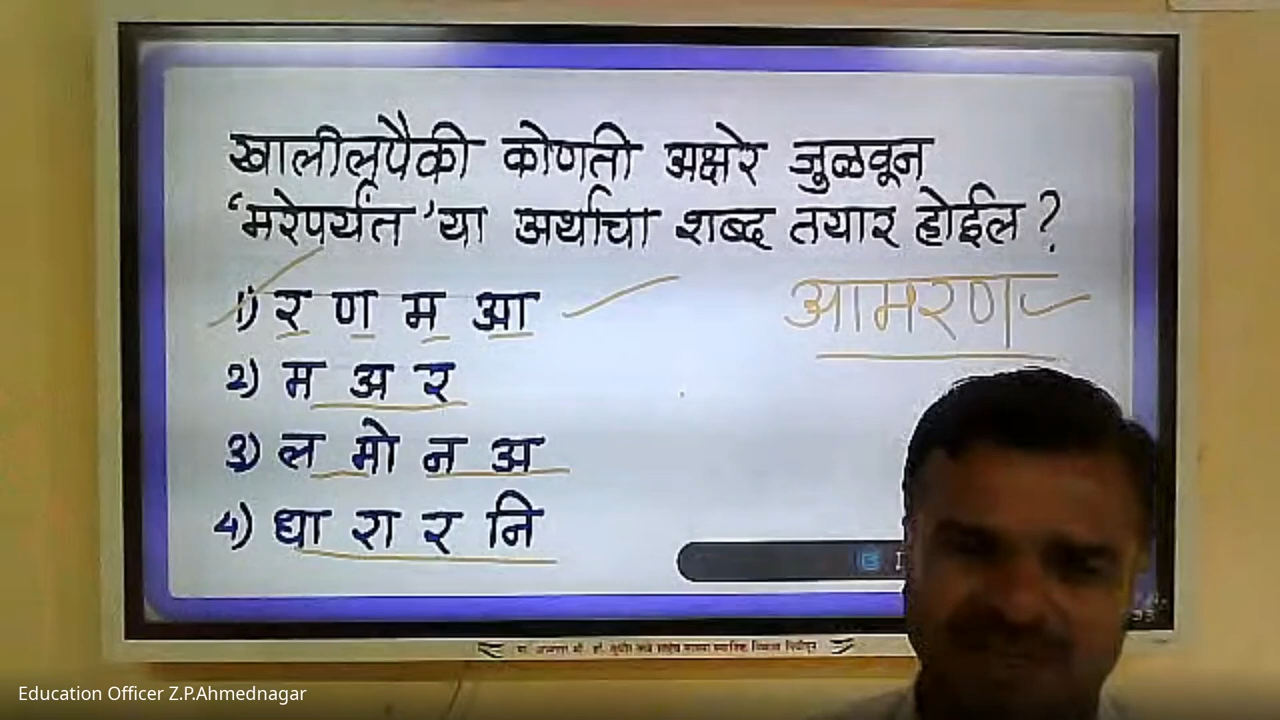 खालीलपैकी कोणती अक्षरे जुळवून
'मरेपर्यंत' या अर्थाचा शब्द तयार होईल ?
1) र ण म आ
आमरण
2) म अ र
3) ल मो न अ
4) धा रा र नि
Education Officer Z.P.Ahmednagar